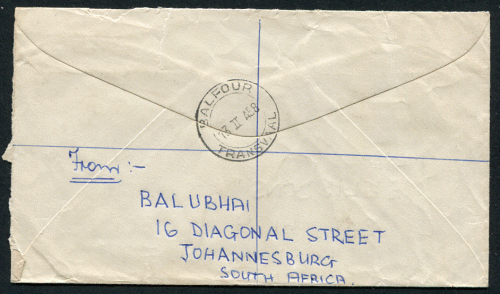 BALFOUR
TRANSVAAL
From :-
BALUBHAI
16 DIAGONAL STREET
JOHANNESBURG
SOUTH AFRICA.